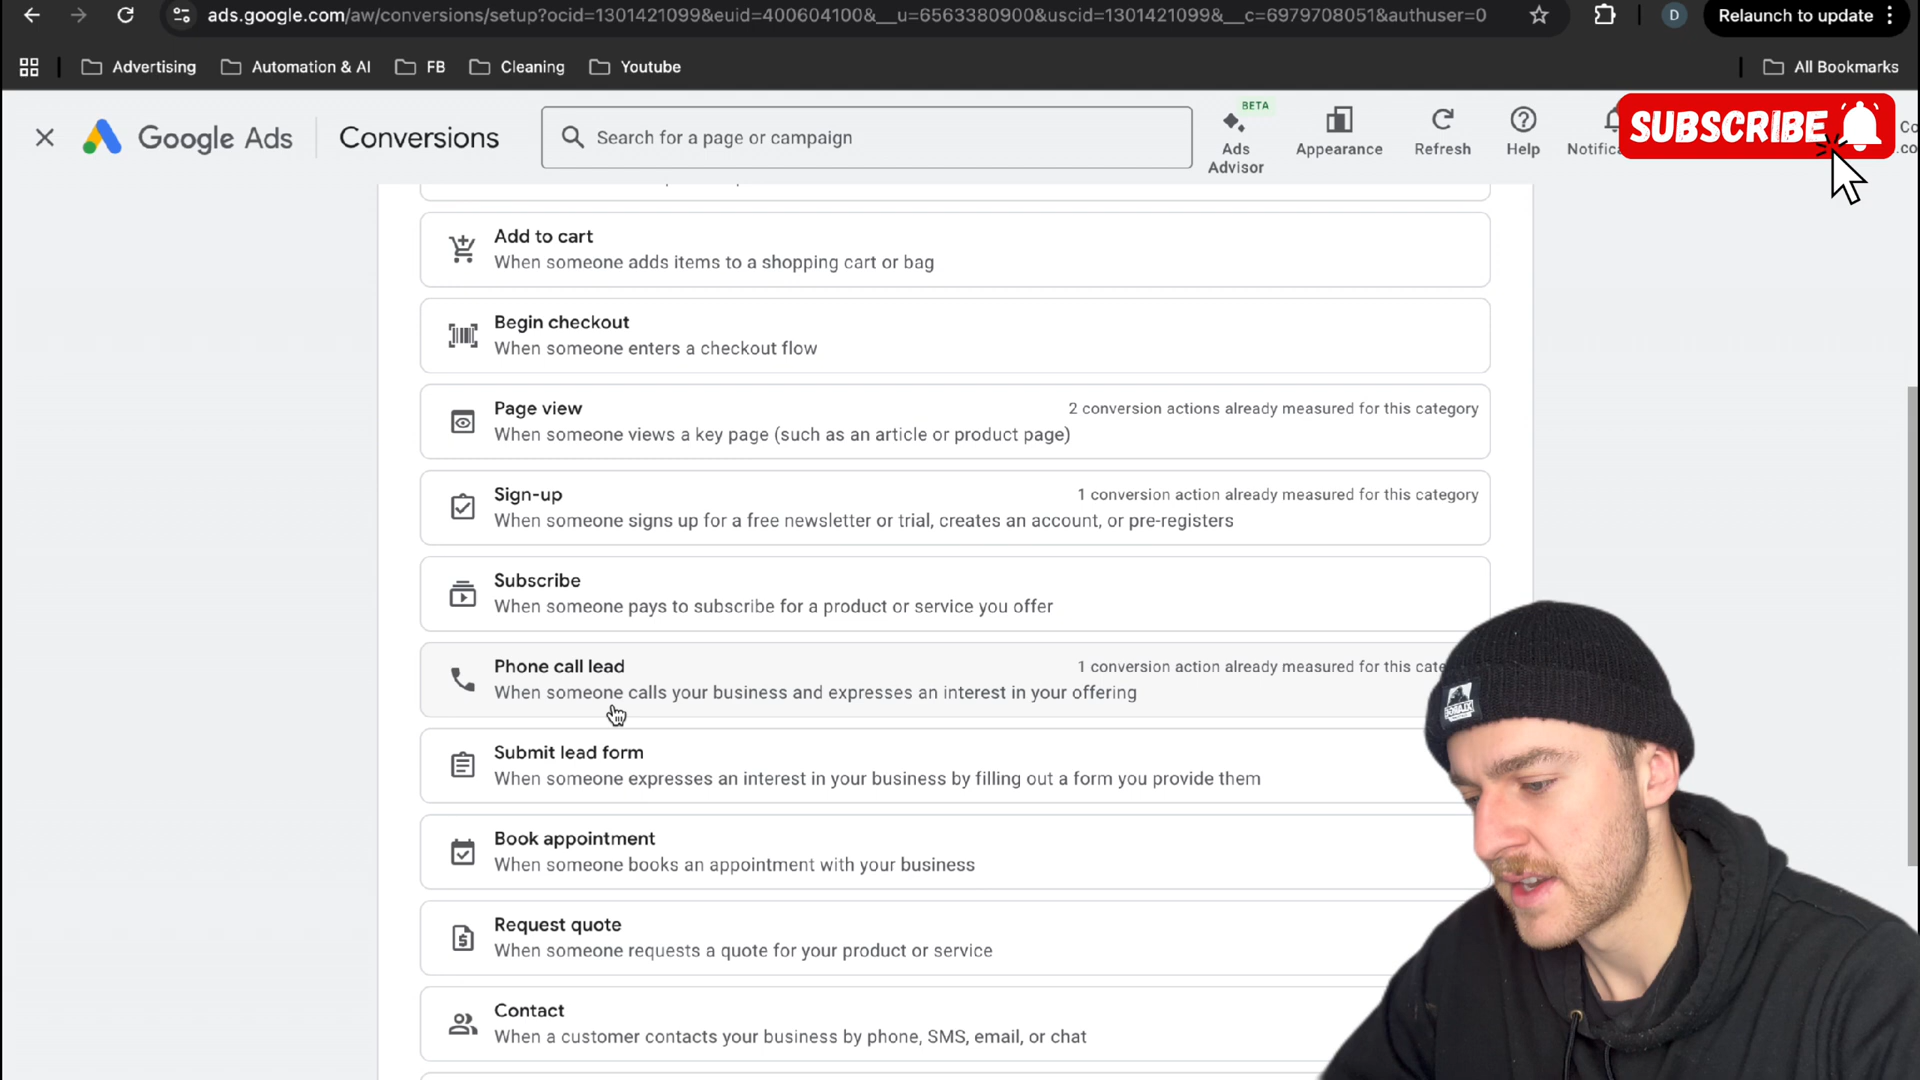 ads.google.com/aw/conversions/setup?ocid=1301421099&euid=400604100&__u=6563380900&uscid=1301421099&__c=6979708051&authuser=0
D
Relaunch to update
Advertising
Automation & AI
FB
Cleaning
Youtube
All Bookmarks
Google Ads
Conversions
Search for a page or campaign
BETA
Ads
Advisor
Appearance
Refresh
Help
SUBSCRIBE
Add to cart
When someone adds items to a shopping cart or bag
Begin checkout
When someone enters a checkout flow
Page view
2 conversion actions already measured for this category
When someone views a key page (such as an article or product page)
Sign-up
1 conversion action already measured for this category
When someone signs up for a free newsletter or trial, creates an account, or pre-registers
Subscribe
When someone pays to subscribe for a product or service you offer
Phone call lead
1 conversion action already measured for this
When someone calls your business and expresses an interest in your offering
Submit lead form
When someone expresses an interest in your business by filling out a form you provide them
Book appointment
When someone books an appointment with your business
Request quote
When someone requests a quote for your product or service
Contact
When a customer contacts your business by phone, SMS, email, or chat